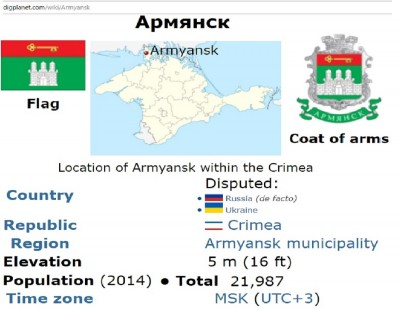 digplanet.com/wiki/Armyansk
Армянск
Armyansk
Flag
АРМЯНСК
Coat of arms
Location of Armyansk within the Crimea
Country
Disputed:
• Russia (de facto)
• Ukraine
Republic Crimea
Region Armyansk municipality
Elevation 5 m (16 ft)
Population (2014) • Total 21,987
Time zone MSK (UTC+3)